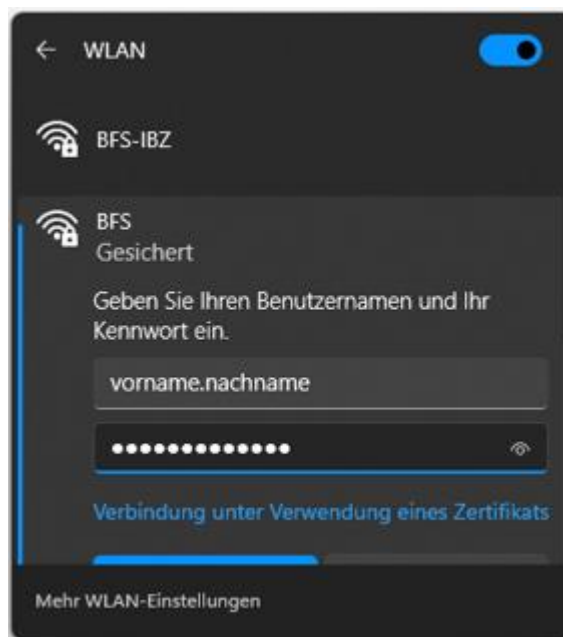 WLAN
BFS-IBZ
BFS
Gesichert
Geben Sie Ihren Benutzernamen und Ihr
Kennwort ein.
vorname.nachname
•••••••••••••
Verbindung unter Verwendung eines Zertifikats
Mehr WLAN-Einstellungen